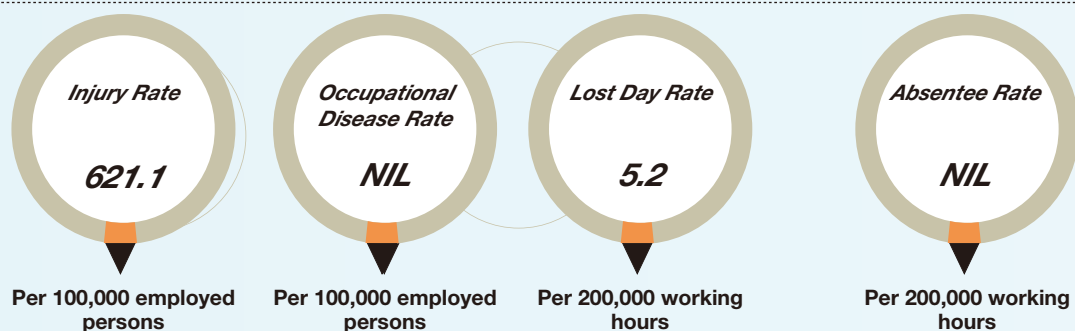 Injury Rate
621.1
Per 100,000 employed
persons
Occupational
Disease Rate
NIL
Per 100,000 employed
persons
Lost Day Rate
5.2
Per 200,000 working
hours
Absentee Rate
NIL
Per 200,000 working
hours